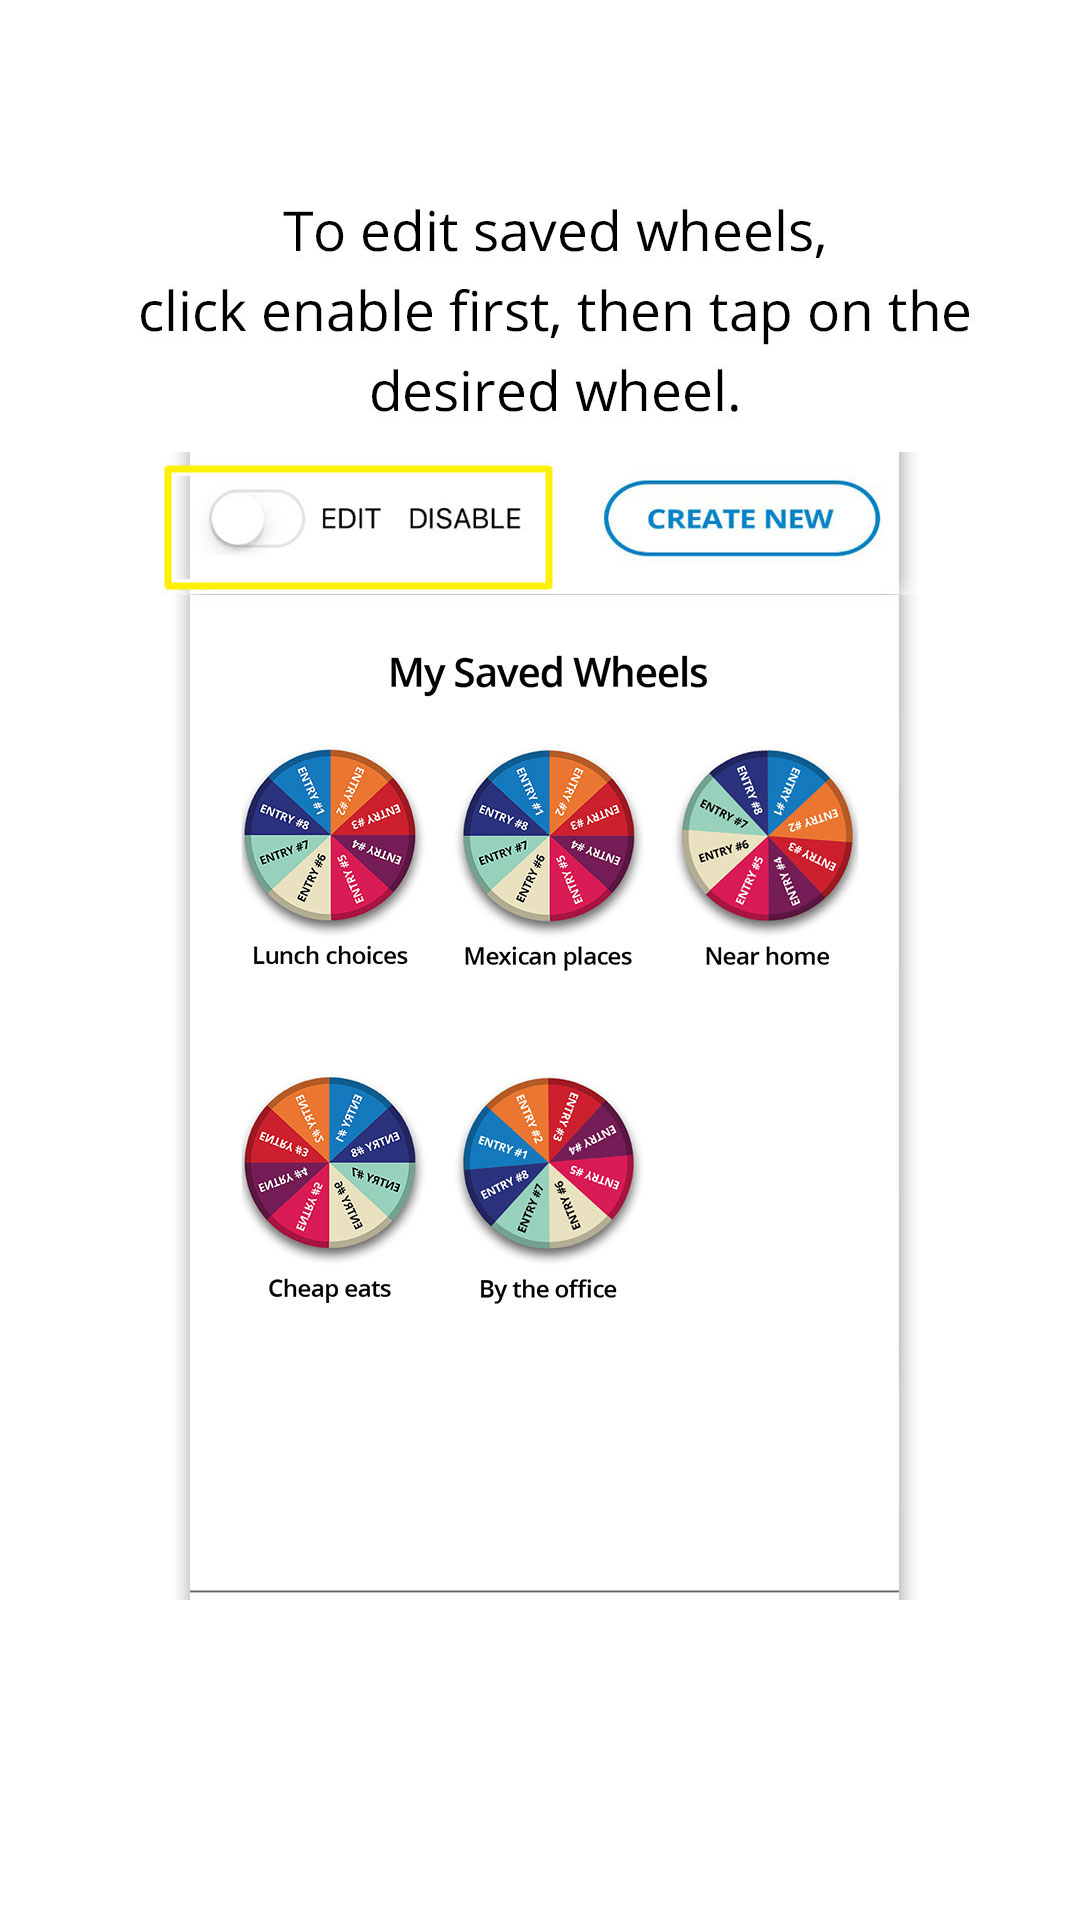 To edit saved wheels,
click enable first, then tap on the
desired wheel.
EDIT DISABLE
CREATE NEW
My Saved Wheels
ENTRY #1
ENTRY #2
ENTRY #3
ENTRY #4
ENTRY #5
ENTRY #6
ENTRY #7
ENTRY #8
Lunch choices
ENTRY #1
ENTRY #2
ENTRY #3
ENTRY #4
ENTRY #5
ENTRY #6
ENTRY #7
ENTRY #8
Mexican places
ENTRY #1
ENTRY #2
ENTRY #3
ENTRY #4
ENTRY #5
ENTRY #6
ENTRY #7
ENTRY #8
Near home
ENTRY #1
ENTRY #8
ENTRY #7
ENTRY #6
ENTRY #5
ENTRY #4
ENTRY #3
ENTRY #2
Cheap eats
ENTRY #1
ENTRY #2
ENTRY #3
ENTRY #4
ENTRY #5
ENTRY #6
ENTRY #7
ENTRY #8
By the office